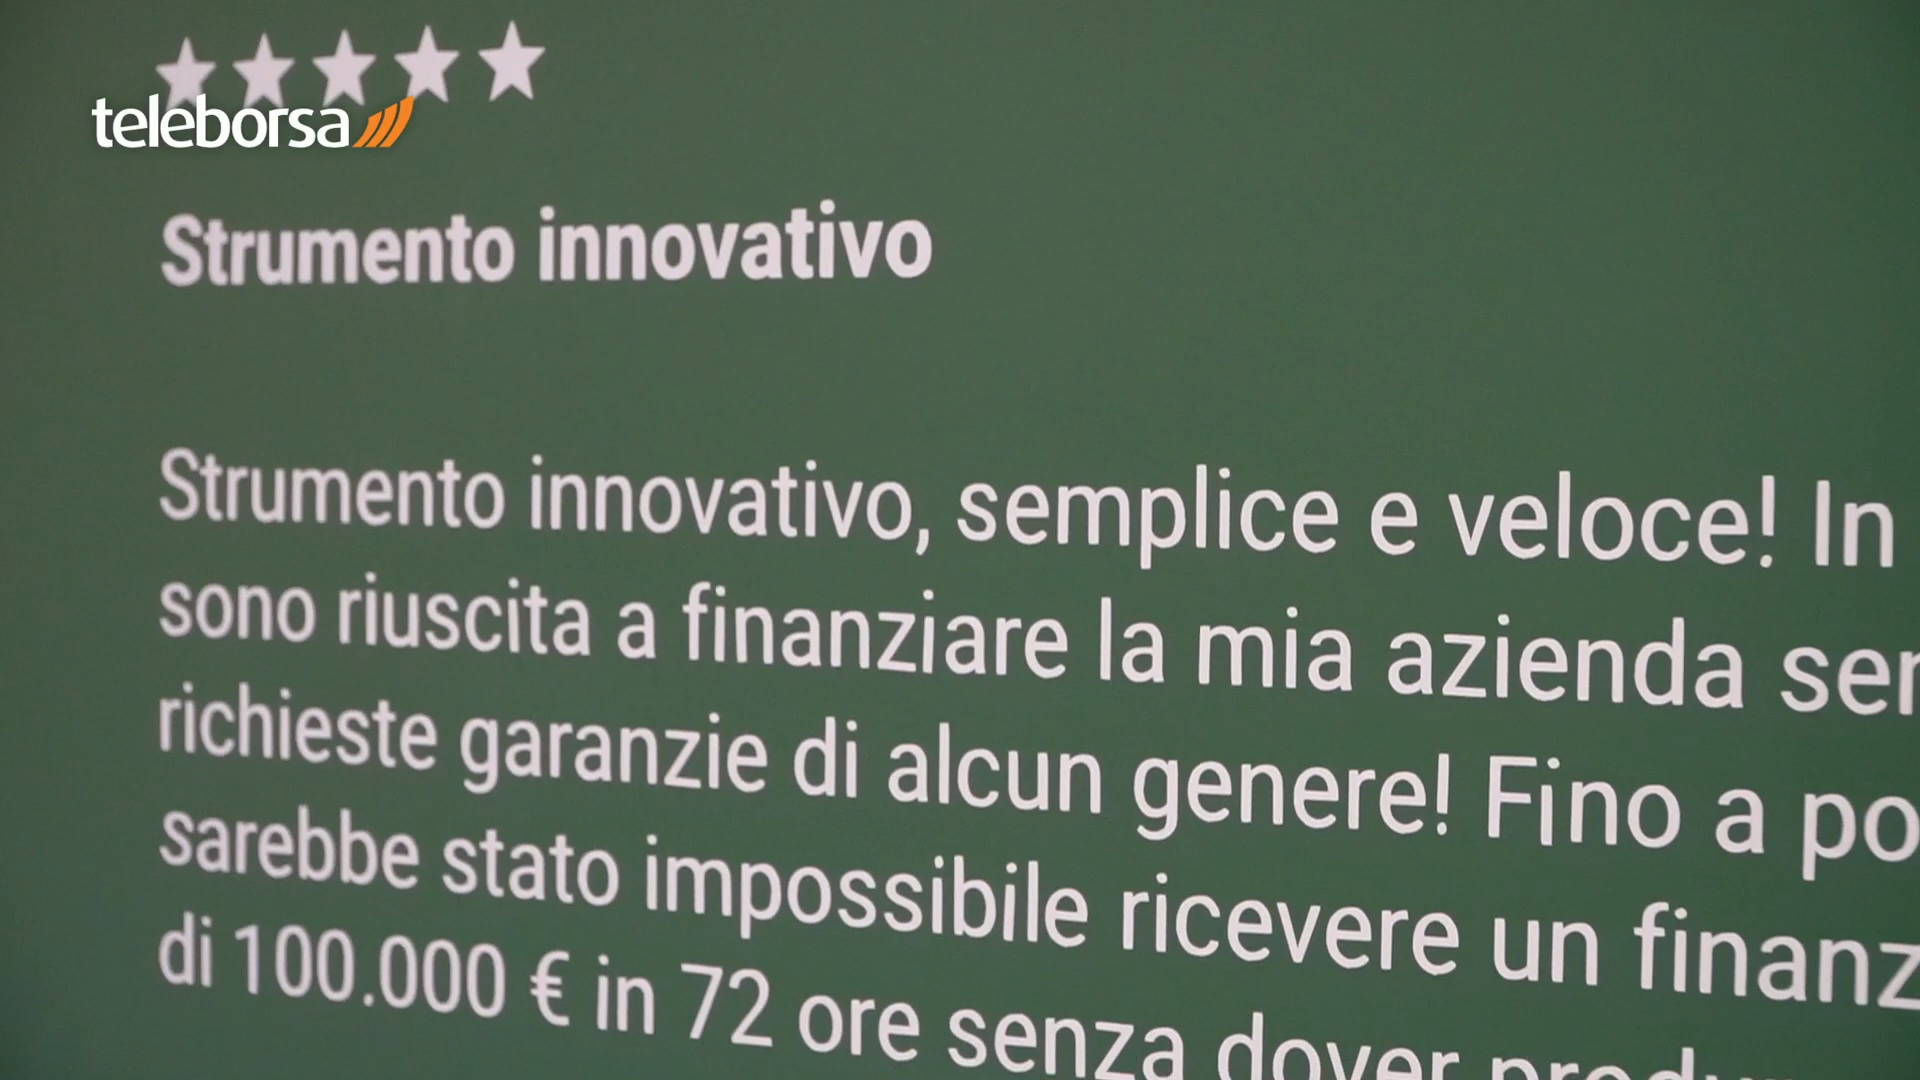 teleborsa
Strumento innovativo
Strumento innovativo, semplice e veloce! In
sono riuscita a finanziare la mia azienda
richieste garanzie di alcun genere! Fino a
sarebbe stato impossibile ricevere un
di 100.000 € in 72 ore senza dover